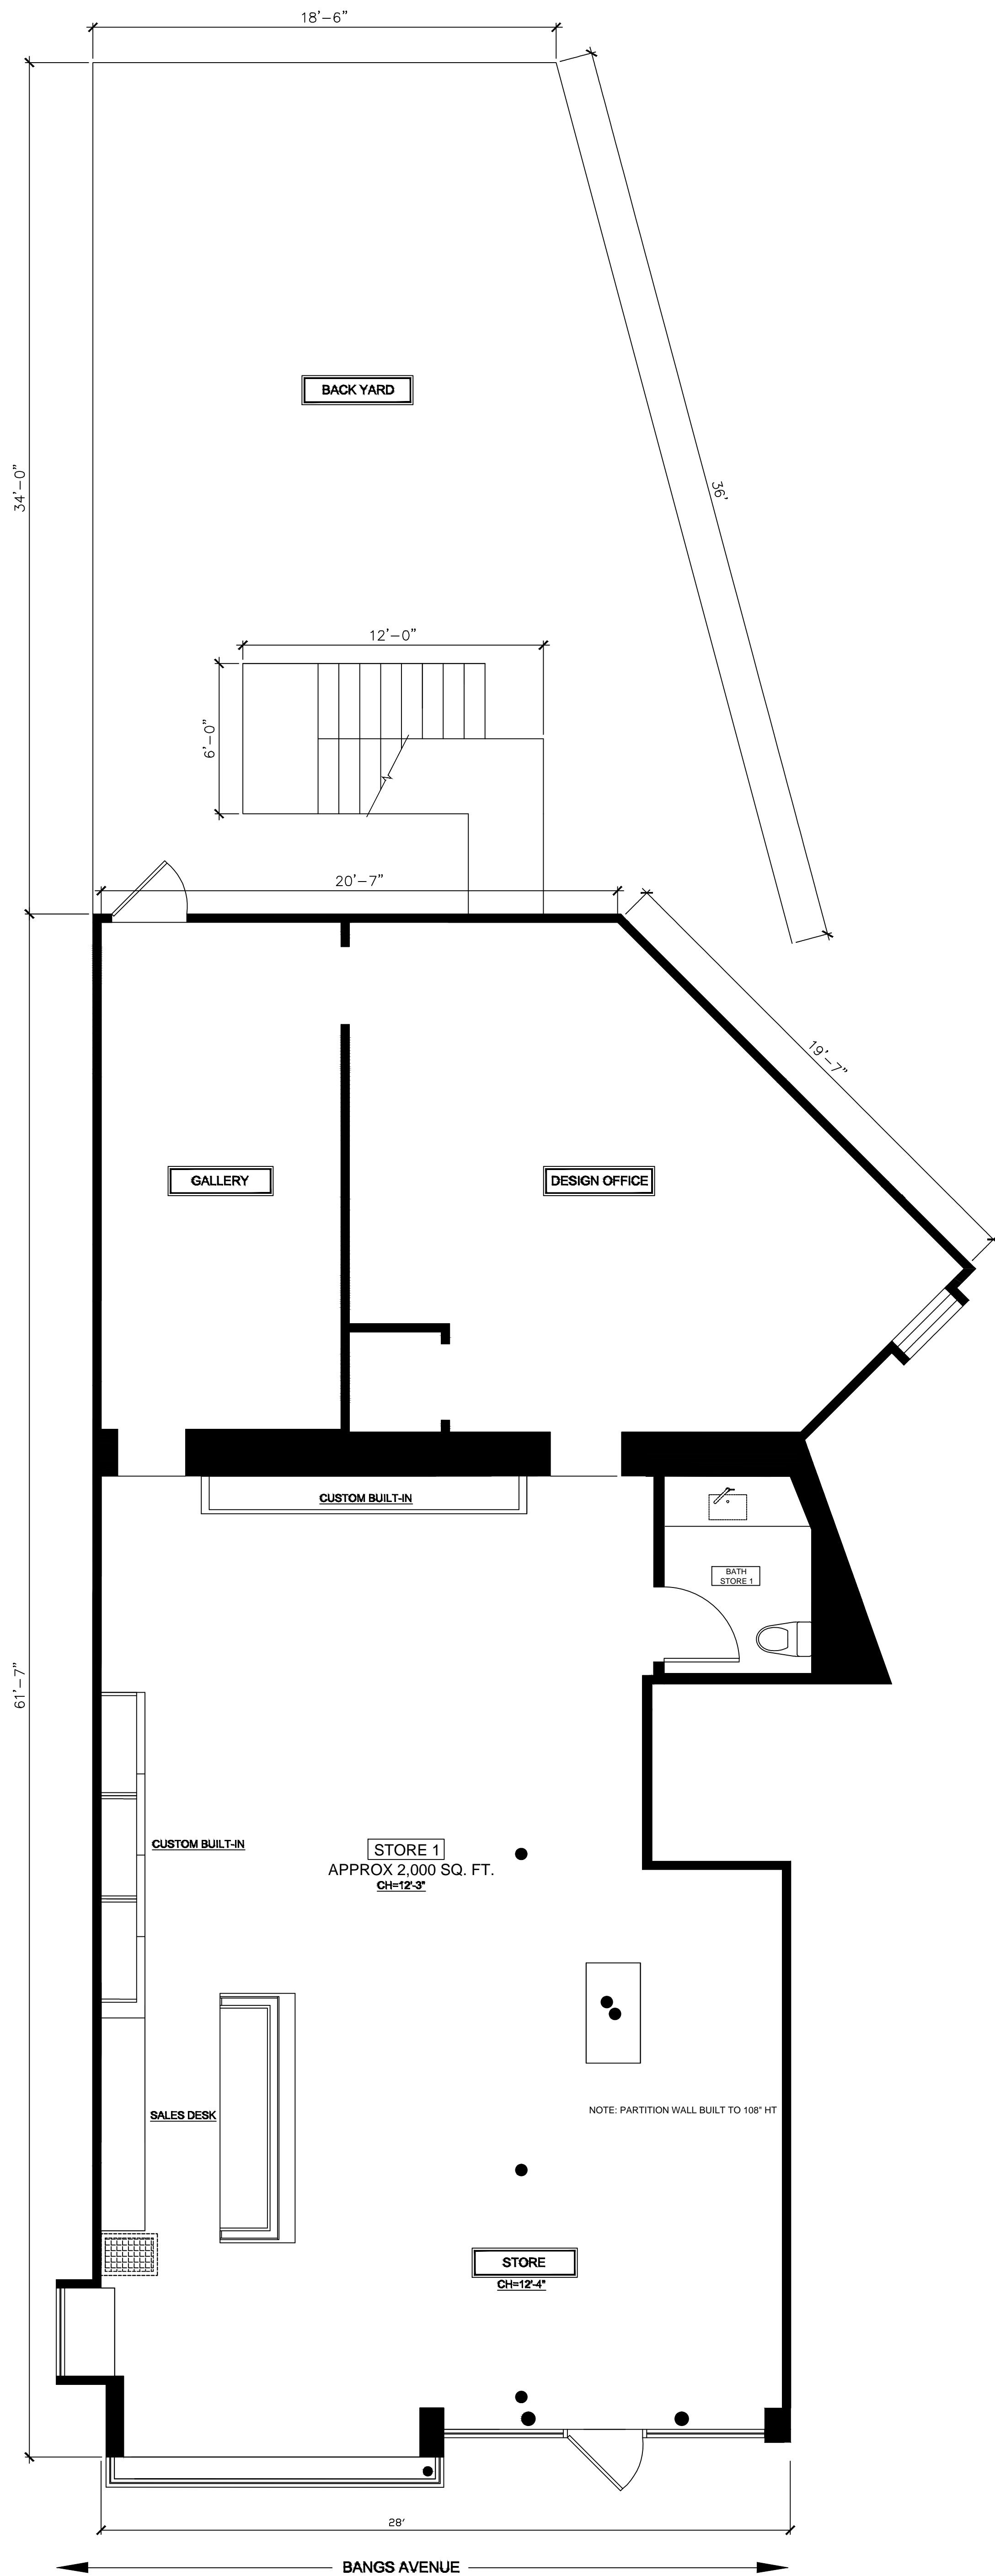 18'-6"
BACK YARD
34'-0"
36'
12'-0"
6'-0"
20'-7"
19'-7"
GALLERY
DESIGN OFFICE
CUSTOM BUILT-IN
BATH
STORE 1
61'-7"
CUSTOM BUILT-IN
STORE 1
APPROX 2,000 SQ. FT.
CH=12'-3"
NOTE: PARTITION WALL BUILT TO 108" HT
SALES DESK
STORE
CH=12'-4"
28'
BANGS AVENUE